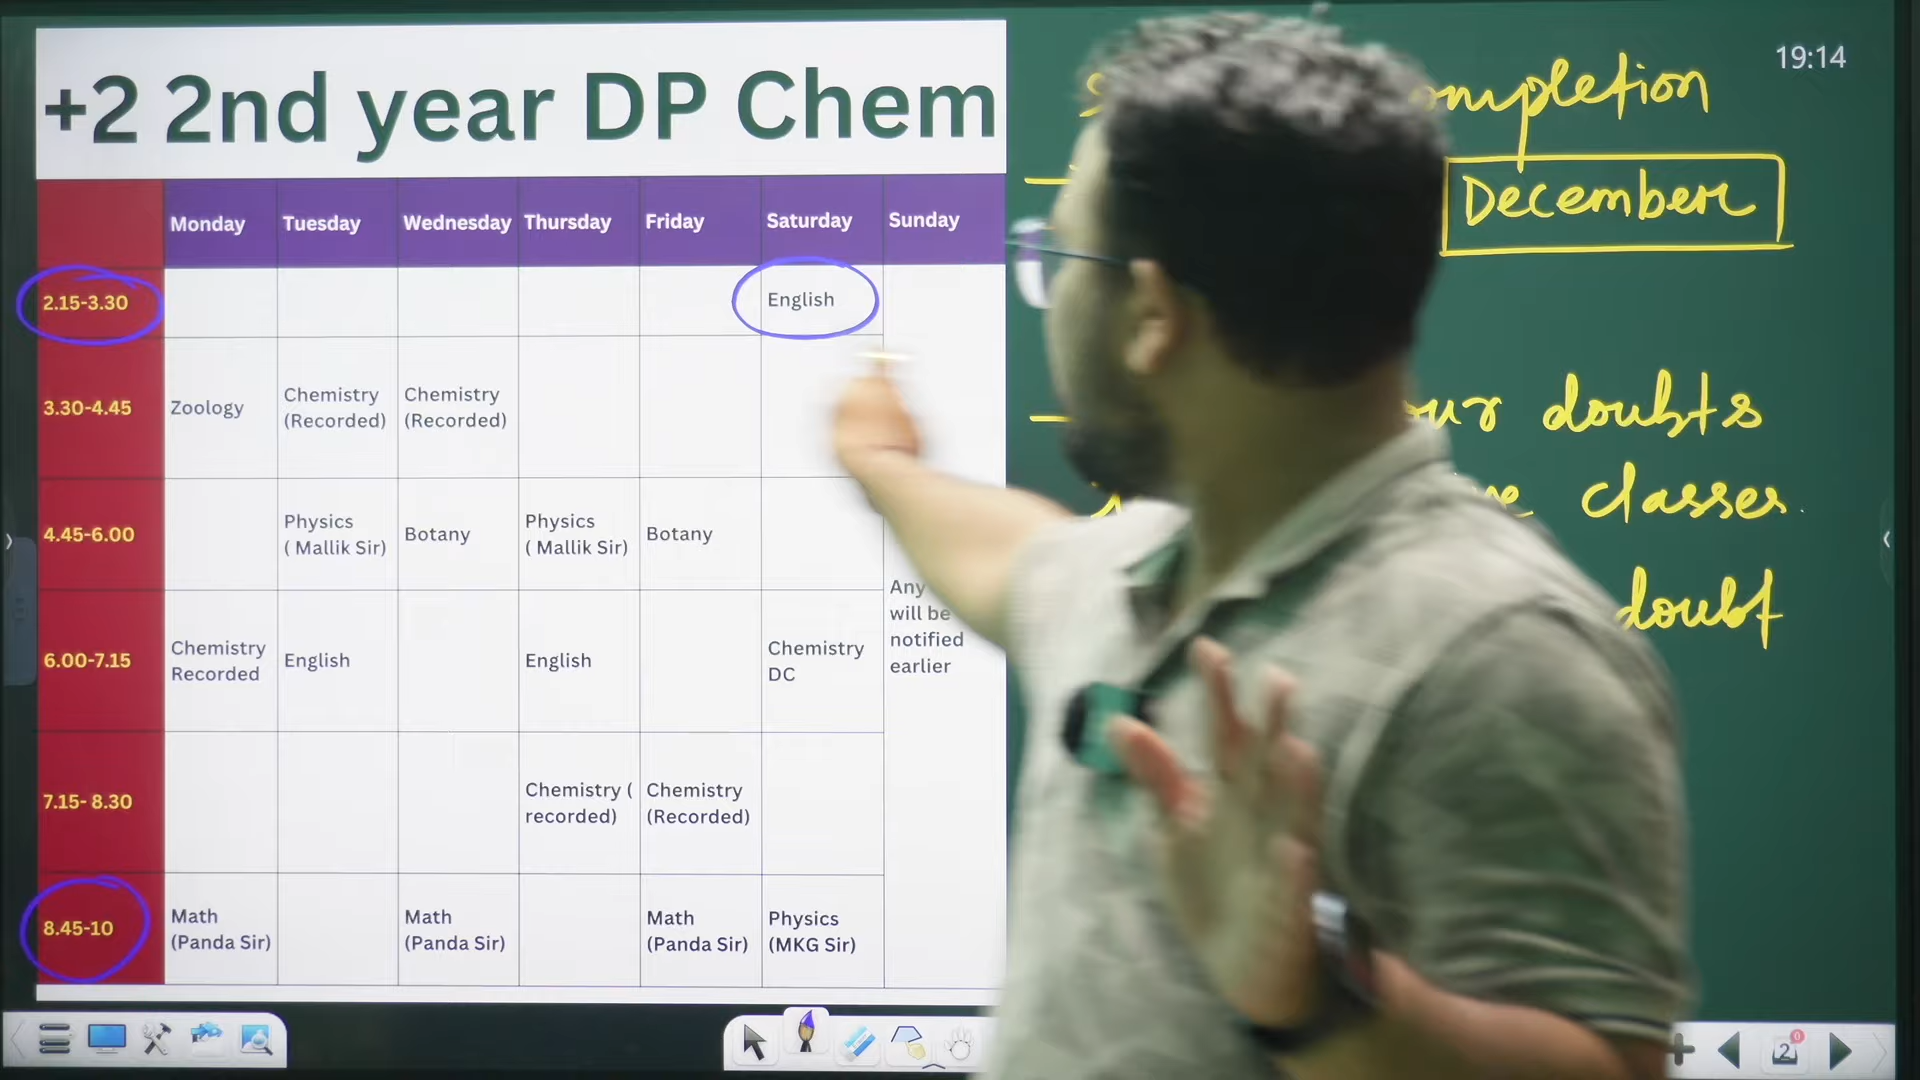 +2 2nd year DP Chem
Monday Tuesday Wednesday Thursday Friday Saturday Sunday
2.15-3.30 English
3.30-4.45 Zoology Chemistry (Recorded) Chemistry (Recorded)
4.45-6.00 Physics ( Mallik Sir) Botany Physics ( Mallik Sir) Botany
6.00-7.15 Chemistry Recorded English English Chemistry DC
Any
will be
notified
earlier
7.15- 8.30 Chemistry ( recorded) Chemistry (Recorded)
8.45-10 Math (Panda Sir) Math (Panda Sir) Math (Panda Sir) Physics (MKG Sir)
19:14
ompletion
December
our doubts
classes
doubt
2
0